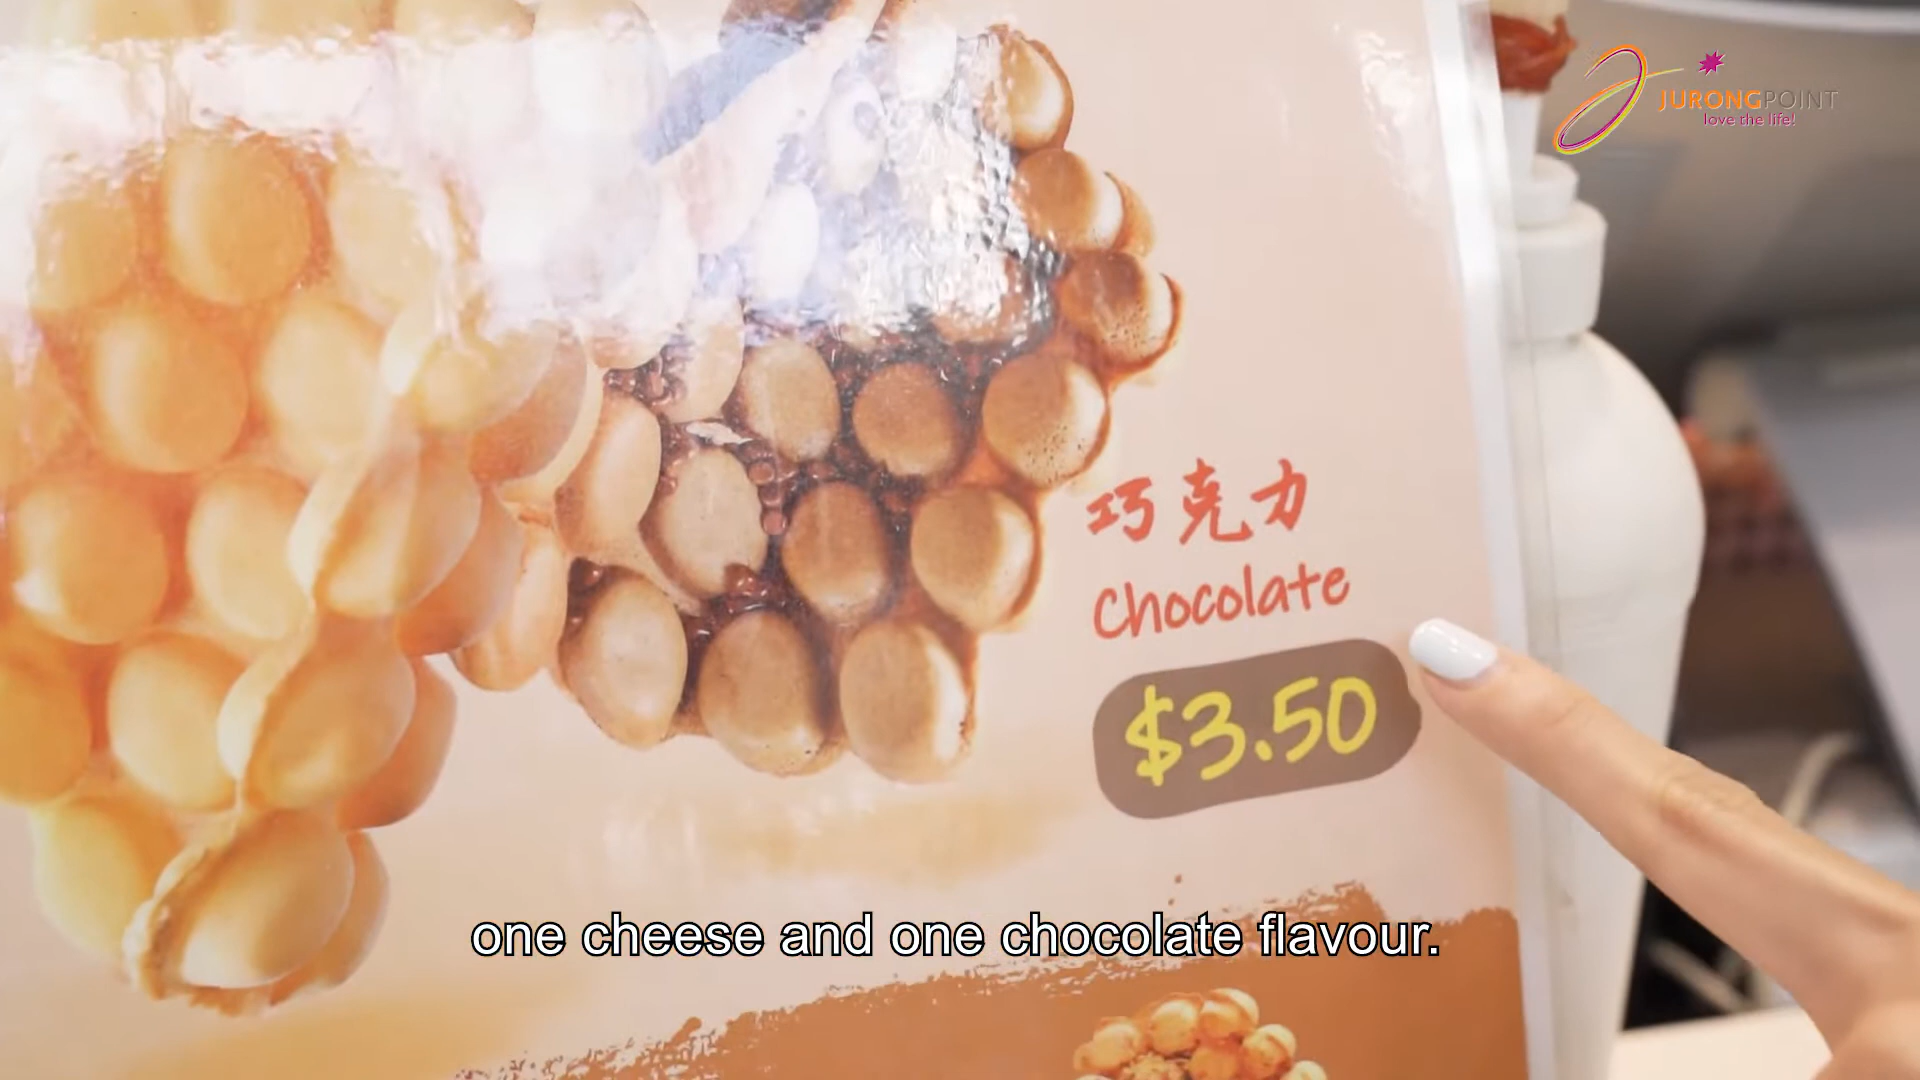 JURONGPOINT
love the life!
巧克力
Chocolate
$3.50
one cheese and one chocolate flavour.